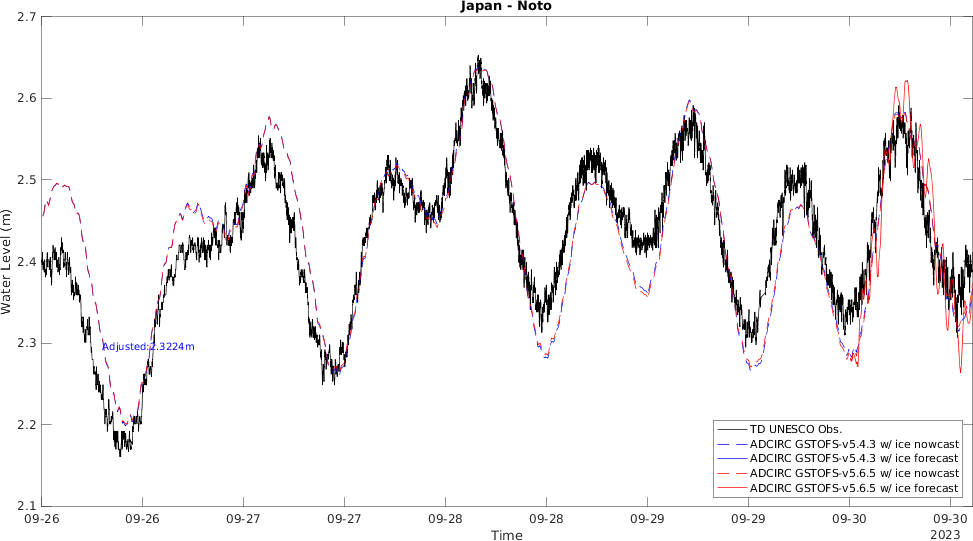 Japan - Noto
2.7
2.6
2.5
2.4
2.3
2.2
2.1
Water Level (m)
Adjusted:2.3224m
TD UNESCO Obs.
ADCIRC GSTOFS-v5.4.3 w/ ice nowcast
ADCIRC GSTOFS-v5.4.3 w/ ice forecast
ADCIRC GSTOFS-v5.6.5 w/ ice nowcast
ADCIRC GSTOFS-v5.6.5 w/ ice forecast
09-26 09-26 09-27 09-27 09-28 09-28 09-29 09-29 09-30 09-30
2023
Time